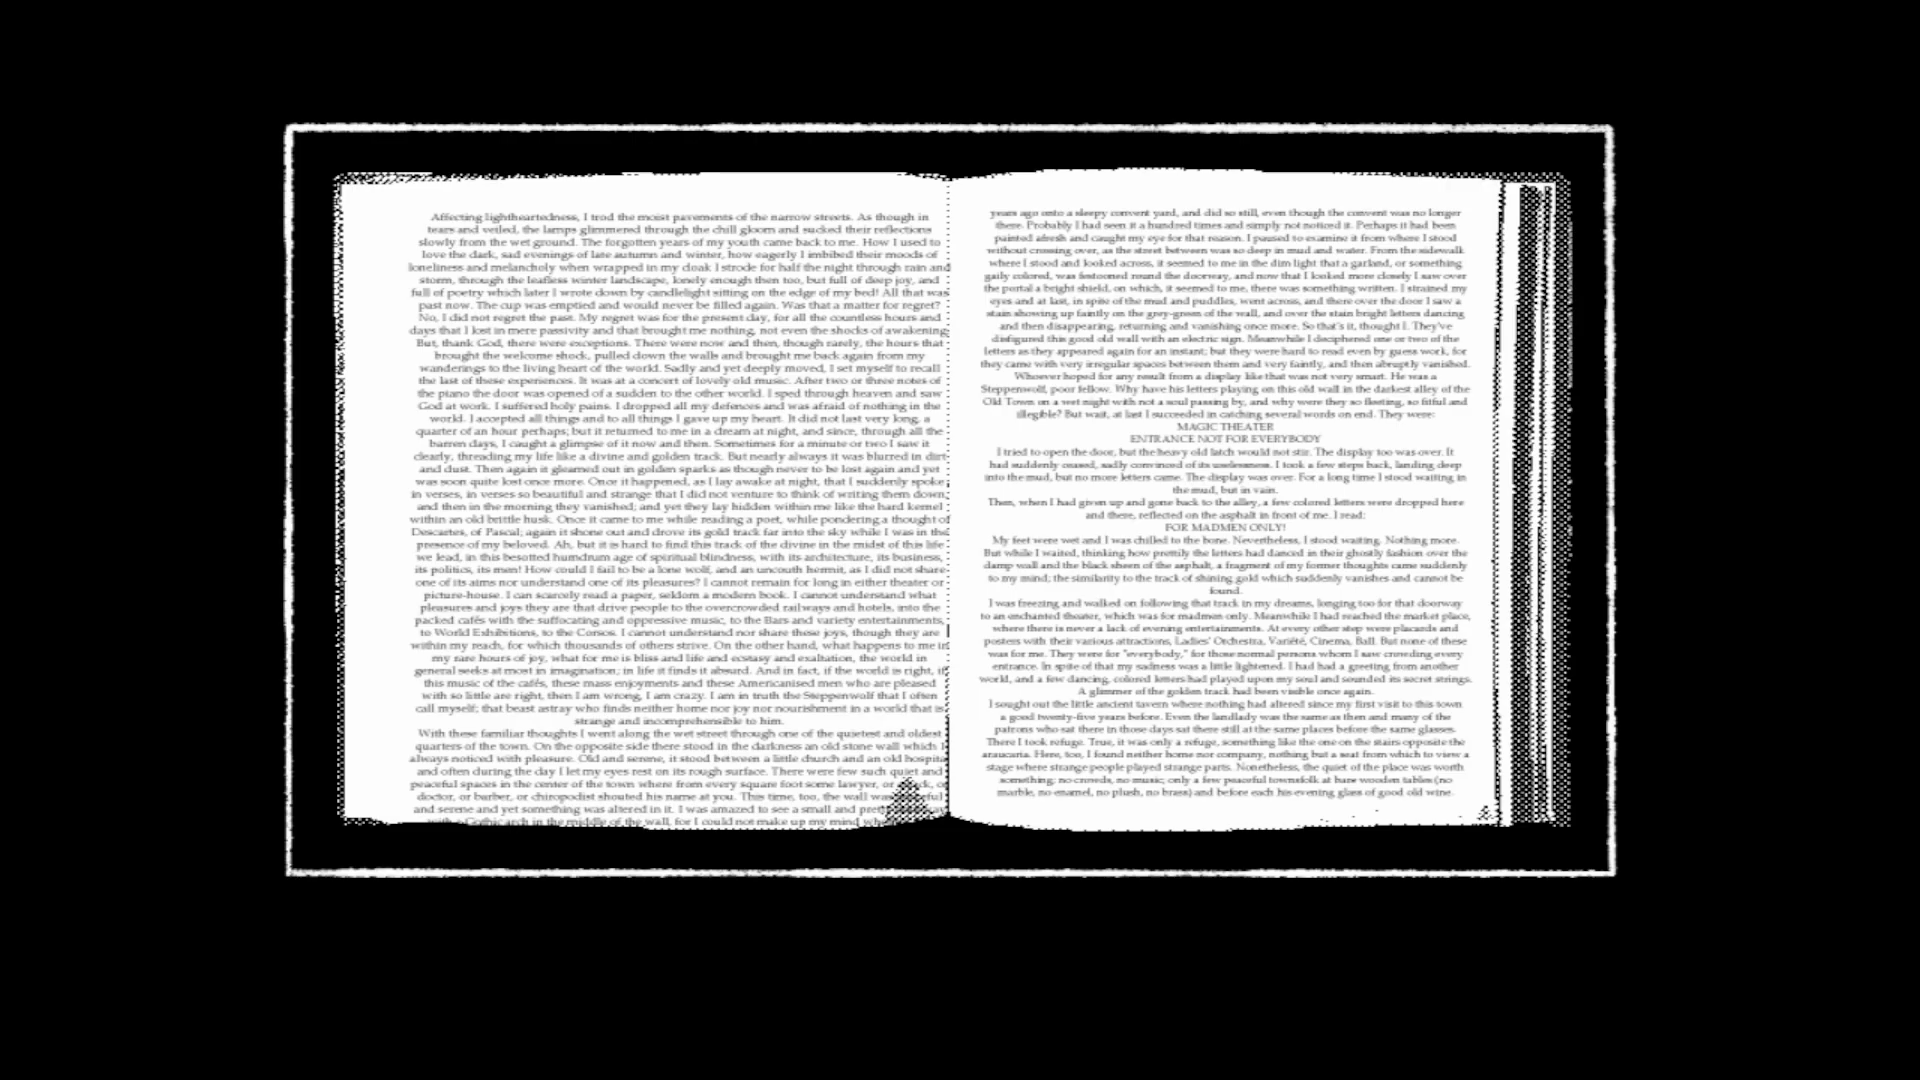 Affecting lightheartedness, I trod the moist pavements of the narrow streets. As though in
tears and veiled, the lamps glimmered through the chill gloom and sucked their reflections
slowly from the wet ground. The forgotten years of my youth came back to me. How I used to
love the dark, sad evenings of late autumn and winter, how eagerly I imbibed their moods of
loneliness and melancholy when wrapped in my cloak I strode for half the night through rain and
storm, through the leafless winter landscape, lonely enough then too, but full of deep joy, and
full of poetry which later I wrote down by candlelight sitting on the edge of my bed! All that was
past now. The cup was emptied and would never be filled again. Was that a matter for regret?
No, I did not regret the past. My regret was for the present day, for all the countless hours and
days that I lost in mere passivity and that brought me nothing, not even the shocks of awakening.
But, thank God, there were exceptions. There were now and then, though rarely, the hours that
brought the welcome shock, pulled down the walls and brought me back again from my
wanderings to the living heart of the world. Sadly and yet deeply moved, I set myself to recall
the last of these experiences. It was at a concert of lovely old music. After two or three notes of
the piano the door was opened of a sudden to the other world. I sped through heaven and saw
God at work. I suffered holy pains. I dropped all my defences and was afraid of nothing in the
world. I accepted all things and to all things I gave up my heart. It did not last very long, a
quarter of an hour perhaps; but it returned to me in a dream at night, and since, through all the
barren days, I caught a glimpse of it now and then. Sometimes for a minute or two I saw it
clearly, threading my life like a divine and golden track. But nearly always it was blurred in dirt
and dust. Then again it gleamed out in golden sparks as though never to be lost again and yet
was soon quite lost once more. Once it happened, as I lay awake at night, that I suddenly spoke
in verses, in verses so beautiful and strange that I did not venture to think of writing them down,
and then in the morning they vanished; and yet they lay hidden within me like the hard kernel
within an old brittle husk. Once it came to me while reading a poet, while pondering a thought of
Descartes, of Pascal; again it shone out and drove its gold track far into the sky while I was in the
presence of my beloved. Ah, but it is hard to find this track of the divine in the midst of this life
we lead, in this besotted humdrum age of spiritual blindness, with its architecture, its business,
its politics, its men! How could I fail to be a lone wolf, and an uncouth hermit, as I did not share
one of its aims nor understand one of its pleasures? I cannot remain for long in either theater or
picture-house. I can scarcely read a paper, seldom a modern book. I cannot understand what
pleasures and joys they are that drive people to the overcrowded railways and hotels, into the
packed cafés with the suffocating and oppressive music, to the Bars and variety entertainments,
to World Exhibitions, to the Corsos. I cannot understand nor share these joys, though they are
within my reach, for which thousands of others strive. On the other hand, what happens to me in
my rare hours of joy, what for me is bliss and life and ecstasy and exaltation, the world in
general seeks at most in imagination; in life it finds it absurd. And in fact, if the world is right, if
this music of the cafés, these mass enjoyments and these Americanised men who are pleased
with so little are right, then I am wrong, I am crazy. I am in truth the Steppenwolf that I often
call myself; that beast astray who finds neither home nor joy nor nourishment in a world that is
strange and incomprehensible to him.
With these familiar thoughts I went along the wet street through one of the quietest and oldest
quarters of the town. On the opposite side there stood in the darkness an old stone wall which I
always noticed with pleasure. Old and serene, it stood between a little church and an old hospita
and often during the day I let my eyes rest on its rough surface. There were few such quiet and
peaceful spaces in the center of the town where from every square foot some lawyer, or
doctor, or barber, or chiropodist shouted his name at you. This time, too, the wall was
and serene and yet something was altered in it. I was amazed to see a small and
with a Gothic arch in the middle of the wall, for I could not make up my mind
years ago onto a sleepy convent yard, and did so still, even though the convent was no longer
there. Probably I had seen it a hundred times and simply not noticed it. Perhaps it had been
painted afresh and caught my eye for that reason. I paused to examine it from where I stood
without crossing over, as the street between was so deep in mud and water. From the sidewalk
where I stood and looked across, it seemed to me in the dim light that a garland, or something
gaily colored, was festooned round the doorway, and now that I looked more closely I saw over
the portal a bright shield, on which, it seemed to me, there was something written. I strained my
eyes and at last, in spite of the mud and puddles, went across, and there over the door I saw a
stain showing up faintly on the grey-green of the wall, and over the stain bright letters dancing
and then disappearing, returning and vanishing once more. So that's it, thought I. They've
disfigured this good old wall with an electric sign. Meanwhile I deciphered one or two of the
letters as they appeared again for an instant; but they were hard to read even by guess work, for
they came with very irregular spaces between them and very faintly, and then abruptly vanished.
Whoever hoped for any result from a display like that was not very smart. He was a
Steppenwolf, poor fellow. Why have his letters playing on this old wall in the darkest alley of the
Old Town on a wet night with not a soul passing by, and why were they so fleeting, so fitful and
illegible? But wait, at last I succeeded in catching several words on end. They were:
MAGIC THEATER
ENTRANCE NOT FOR EVERYBODY
I tried to open the door, but the heavy old latch would not stir. The display too was over. It
had suddenly ceased, sadly convinced of its uselessness. I took a few steps back, landing deep
into the mud, but no more letters came. The display was over. For a long time I stood waiting in
the mud, but in vain.
Then, when I had given up and gone back to the alley, a few colored letters were dropped here
and there, reflected on the asphalt in front of me. I read:
FOR MADMEN ONLY!
My feet were wet and I was chilled to the bone. Nevertheless, I stood waiting. Nothing more.
But while I waited, thinking how prettily the letters had danced in their ghostly fashion over the
damp wall and the black sheen of the asphalt, a fragment of my former thoughts came suddenly
to my mind; the similarity to the track of shining gold which suddenly vanishes and cannot be
found.
I was freezing and walked on following that track in my dreams, longing too for that doorway
to an enchanted theater, which was for madmen only. Meanwhile I had reached the market place,
where there is never a lack of evening entertainments. At every other step were placards and
posters with their various attractions, Ladies' Orchestra, Variété, Cinema, Ball. But none of these
was for me. They were for "everybody," for those normal persons whom I saw crowding every
entrance. In spite of that my sadness was a little lightened. I had had a greeting from another
world, and a few dancing, colored letters had played upon my soul and sounded its secret strings.
A glimmer of the golden track had been visible once again.
I sought out the little ancient tavern where nothing had altered since my first visit to this town
a good twenty-five years before. Even the landlady was the same as then and many of the
patrons who sat there in those days sat there still at the same places before the same glasses.
There I took refuge. True, it was only a refuge, something like the one on the stairs opposite the
araucaria. Here, too, I found neither home nor company, nothing but a seat from which to view a
stage where strange people played strange parts. Nonetheless, the quiet of the place was worth
something; no crowds, no music; only a few peaceful townsfolk at bare wooden tables (no
marble, no enamel, no plush, no brass) and before each his evening glass of good old wine.